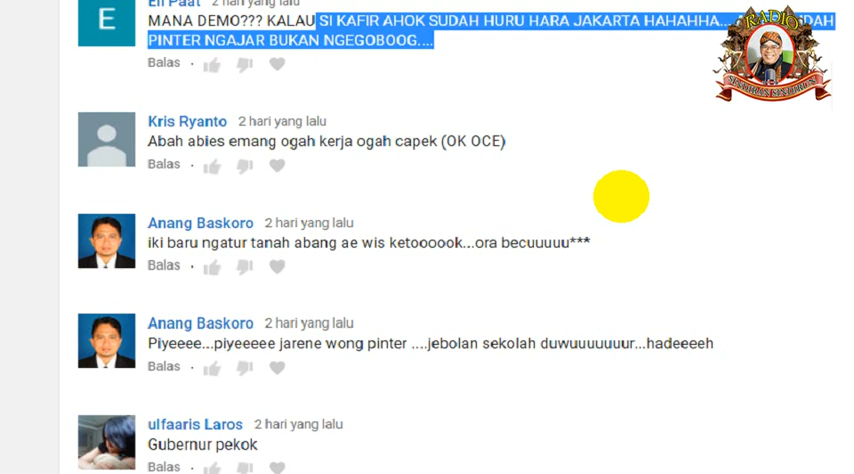 Eli Paat 2 hari yang lalu
MANA DEMO??? KALAU SI KAFIR AHOK SUDAH HURU HARA JAKARTA HAHAHHA...
PINTER NGAJAR BUKAN NGEGOBOOG....
Balas
Kris Ryanto 2 hari yang lalu
Abah abies emang ogah kerja ogah capek (OK OCE)
Balas
Anang Baskoro 2 hari yang lalu
iki baru ngatur tanah abang ae wis ketoooook...ora becuuuuu***
Balas
Anang Baskoro 2 hari yang lalu
Piyeeee...piyeeeee jarene wong pinter ....jebolan sekolah duwuuuuuuur...hadeeeeh
Balas
ulfaaris Laros 2 hari yang lalu
Gubernur pekok
Balas
E
RADIO